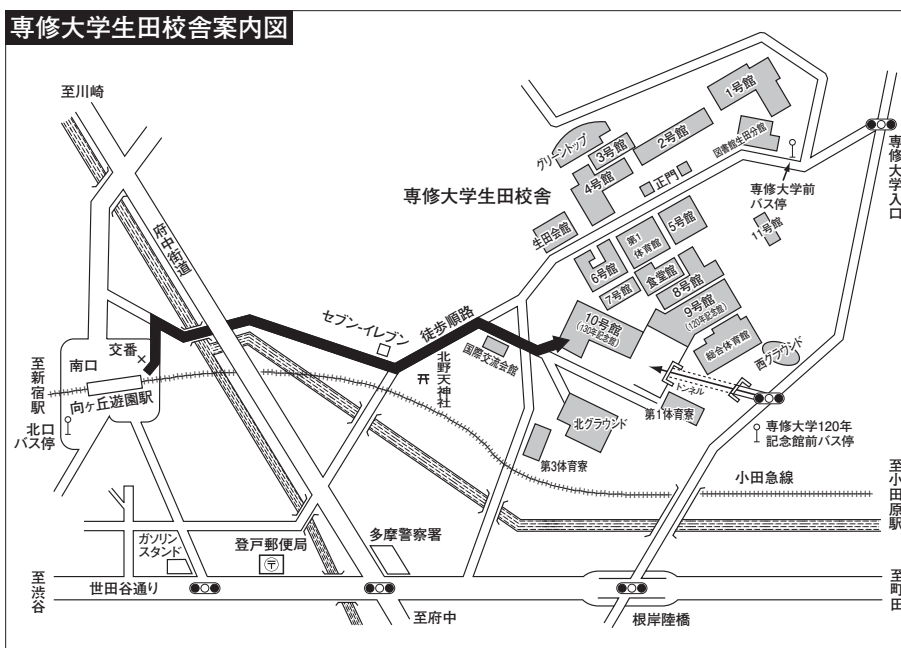 専修大学生田校舎案内図
至川崎
府中街道
1号館
2号館
3号館
グリーントップ
4号館
図書館生田分館
正門
専修大学生田校舎
専修大学前
バス停
専修大学入口
生田会館
第1
体育館
5号館
11号館
6号館
食堂館
7号館
8号館
9号館
(120年記念館)
10号館
(130年記念館)
総合体育館
西グラウンド
セブン-イレブン
徒歩順路
国際交流会館
北野天神社
交番
南口
至新宿駅
向ヶ丘遊園駅
北口
バス停
トンネル
第1体育寮
北グラウンド
第3体育寮
専修大学120年
記念館前バス停
小田急線
至小田原駅
ガソリン
スタンド
登戸郵便局
〒
多摩警察署
至渋谷
世田谷通り
至府中
根岸陸橋
至町田